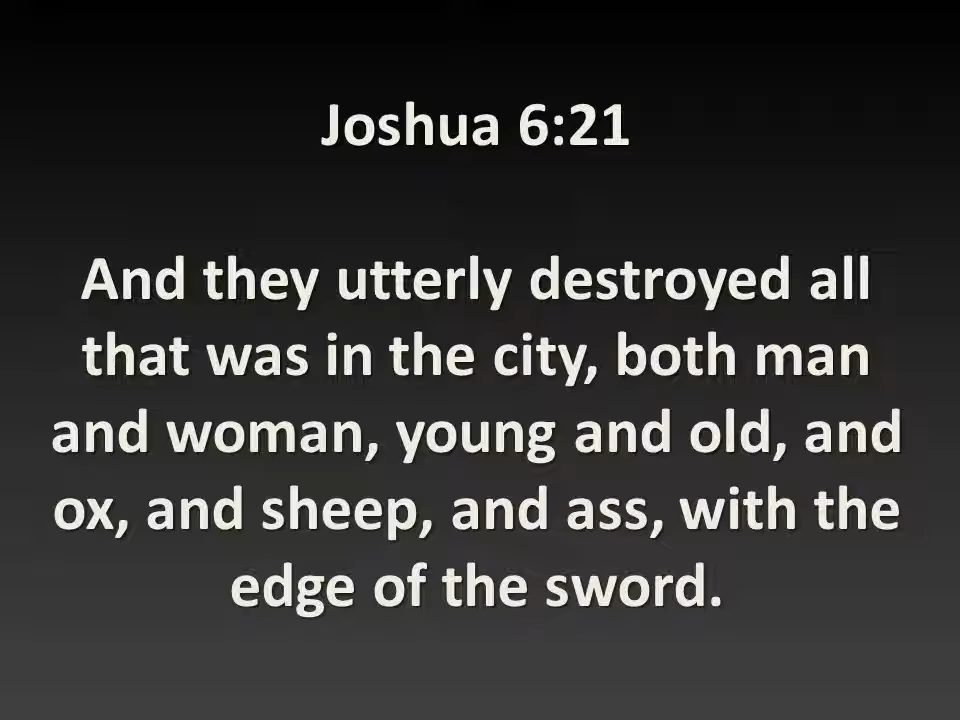 Joshua 6:21
And they utterly destroyed all
that was in the city, both man
and woman, young and old, and
ox, and sheep, and ass, with the
edge of the sword.